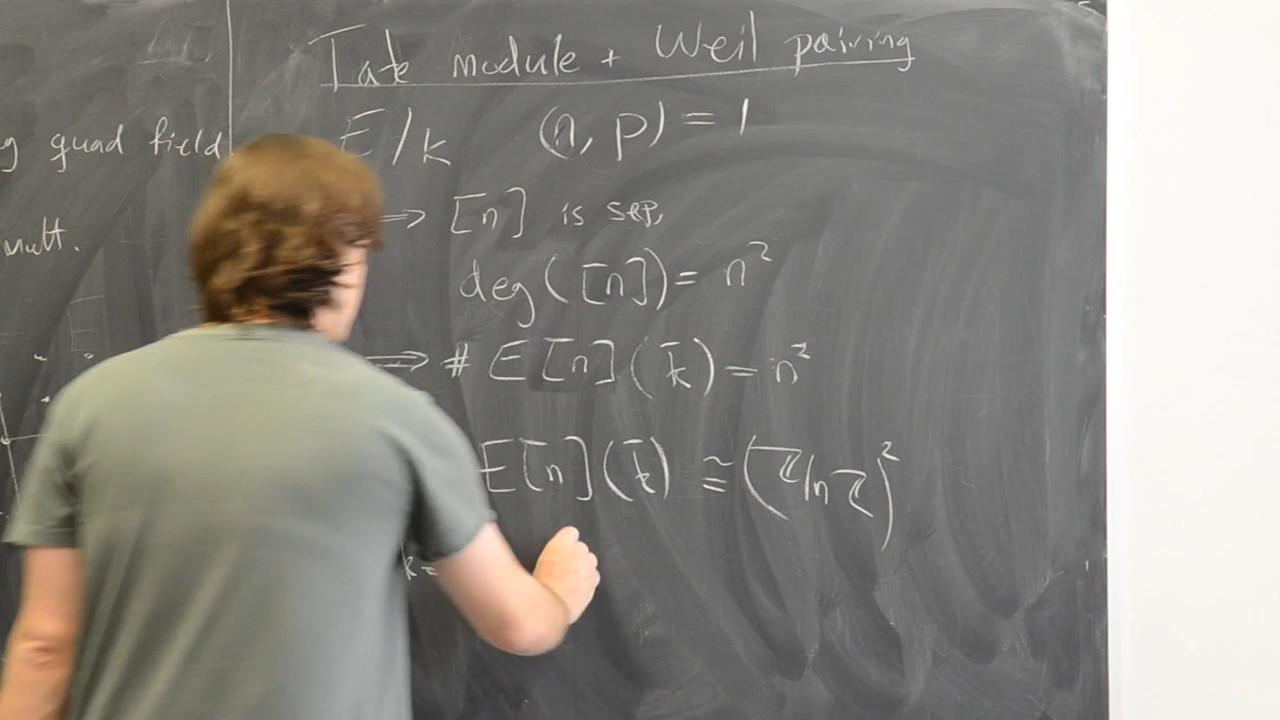 Tate module + Weil pairing
g quad field
mult.
E/k (n, p) = 1
⇒ [n] is sep.
deg([n]) = n²
⇒ # E[n](k̄) = n²
E[n](k̄) ≅ (ℤ/nℤ)²
k =